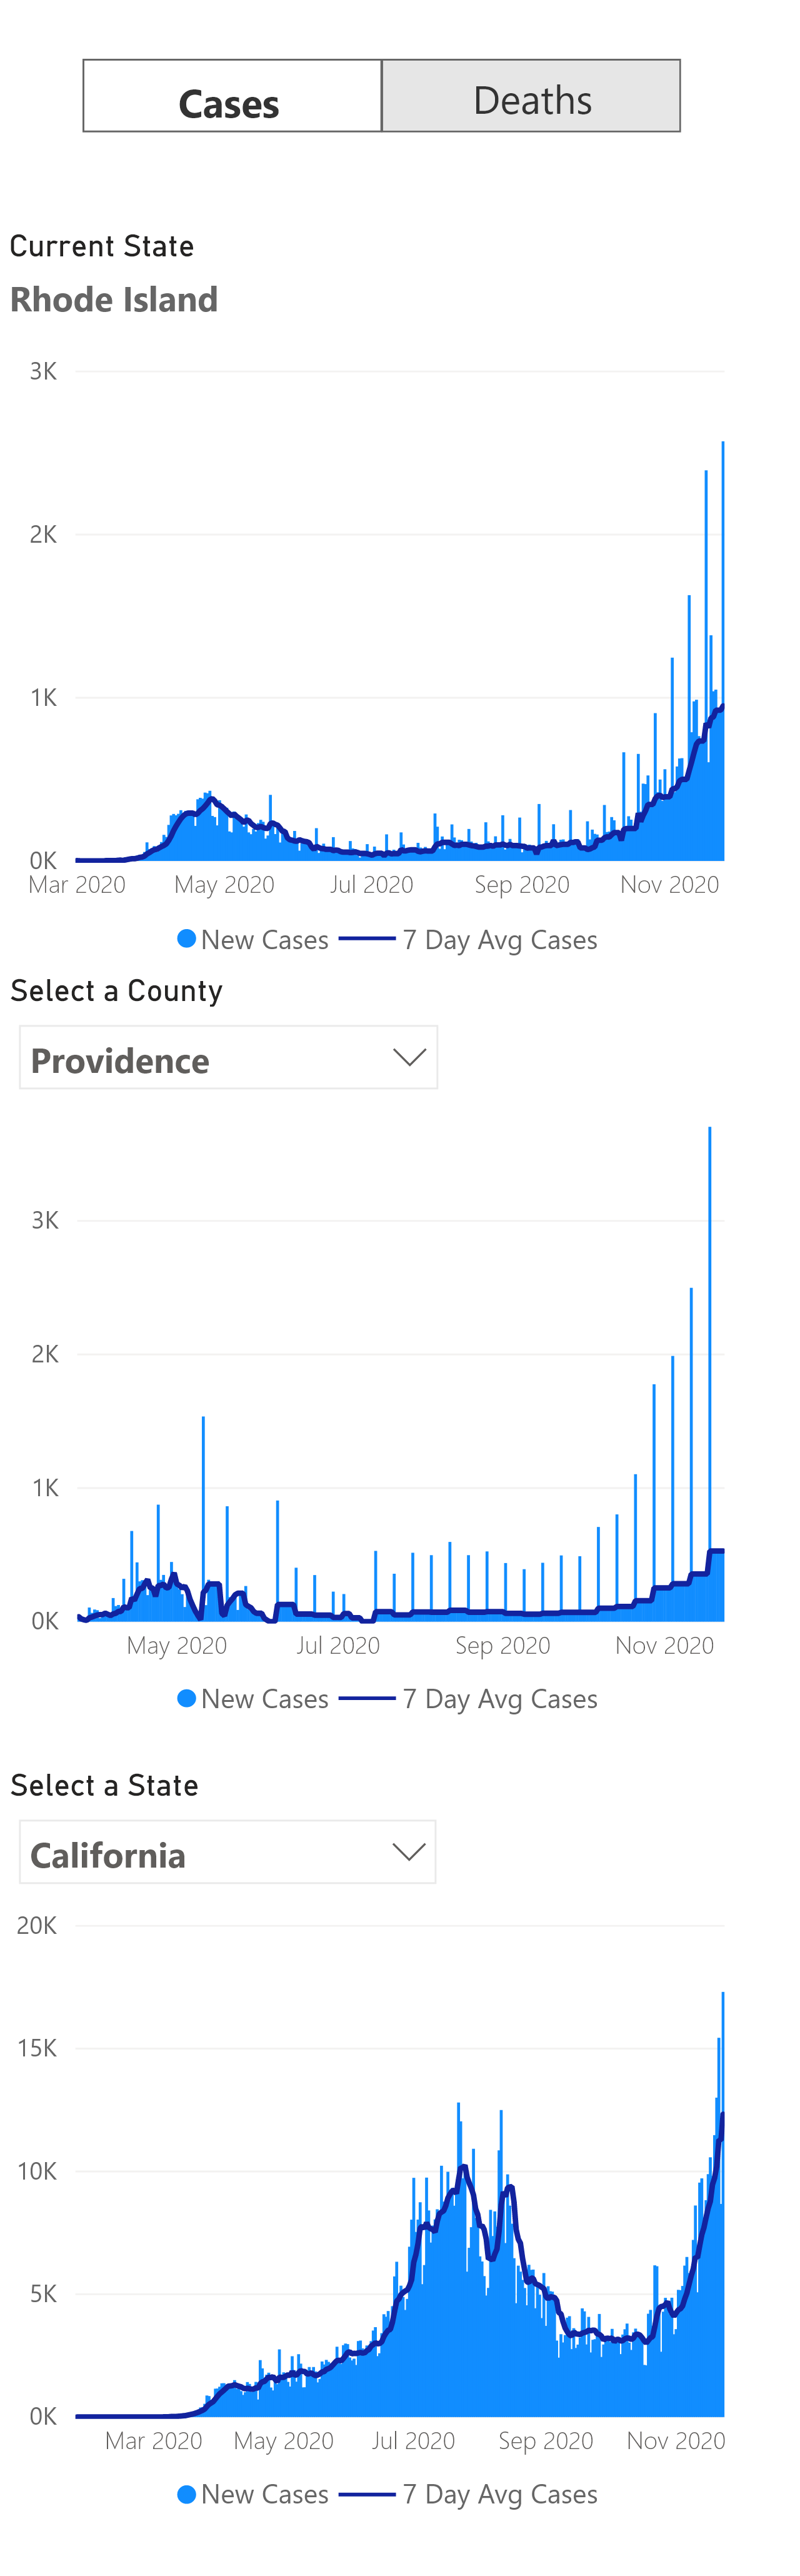 Cases Deaths
Current State
Rhode Island
3K
2K
1K
0K
Mar 2020 May 2020 Jul 2020 Sep 2020 Nov 2020
New Cases 7 Day Avg Cases
Select a County
Providence
3K
2K
1K
0K
May 2020 Jul 2020 Sep 2020 Nov 2020
New Cases 7 Day Avg Cases
Select a State
California
20K
15K
10K
5K
0K
Mar 2020 May 2020 Jul 2020 Sep 2020 Nov 2020
New Cases 7 Day Avg Cases